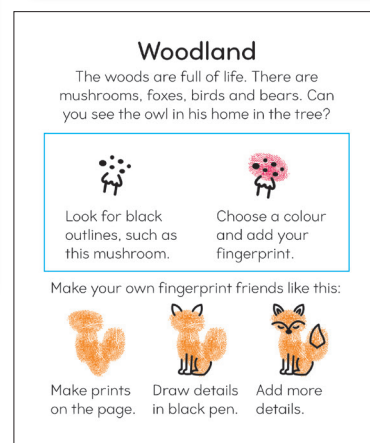 Woodland
The woods are full of life. There are
mushrooms, foxes, birds and bears. Can
you see the owl in his home in the tree?
Look for black
outlines, such as
this mushroom.
Choose a colour
and add your
fingerprint.
Make your own fingerprint friends like this:
Make prints
on the page.
Draw details
in black pen.
Add more
details.